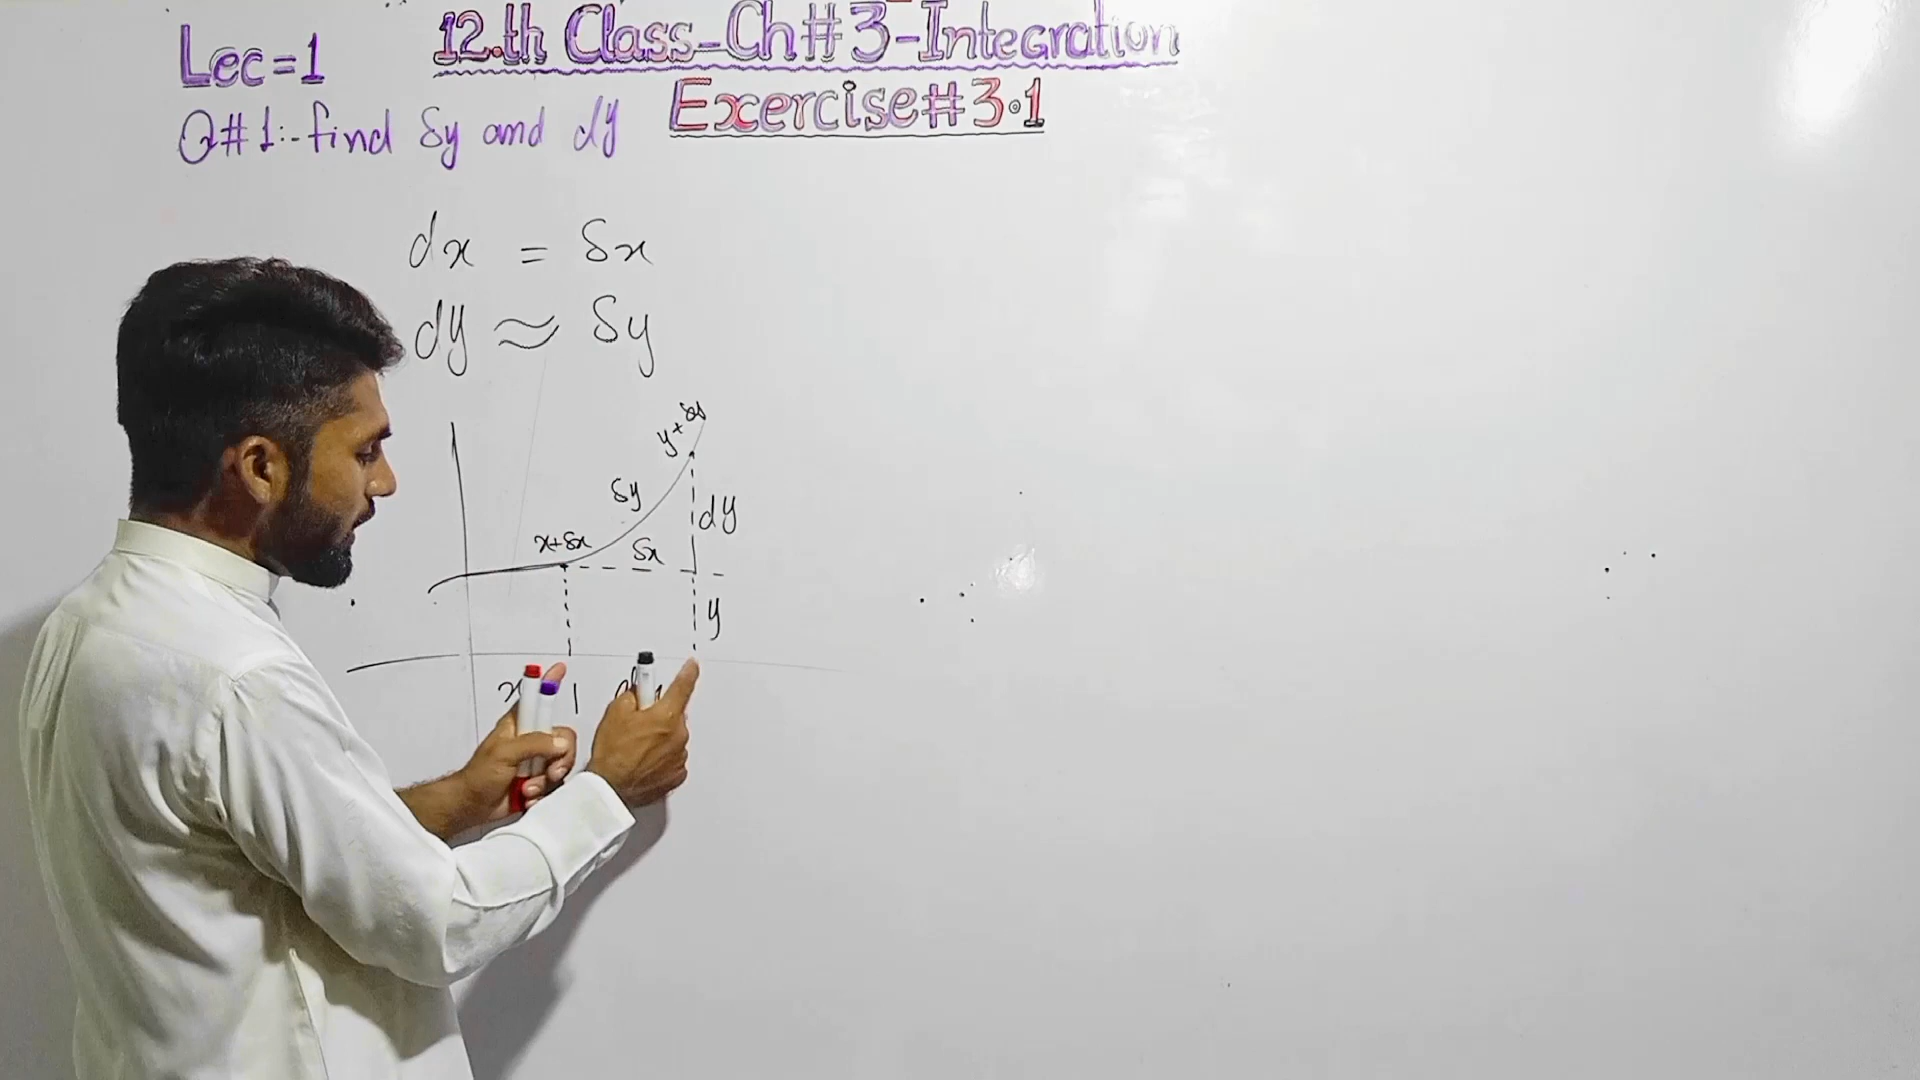 Lec=1
12.th Class-Ch#3-Integration
Exercise#3.1
Q#1:- find δy and dy
dx = δx
dy ≈ δy
y+δy
δy
dy
x+δx
δx
y
x
1